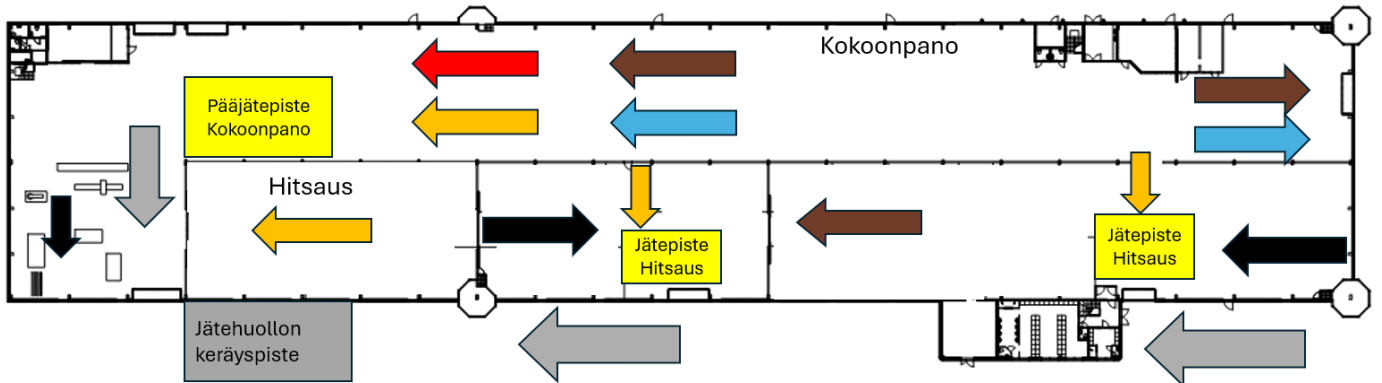 Kokoonpano
Pääjätepiste
Kokoonpano
Hitsaus
Jätepiste
Hitsaus
Jätepiste
Hitsaus
Jätehuollon
keräyspiste